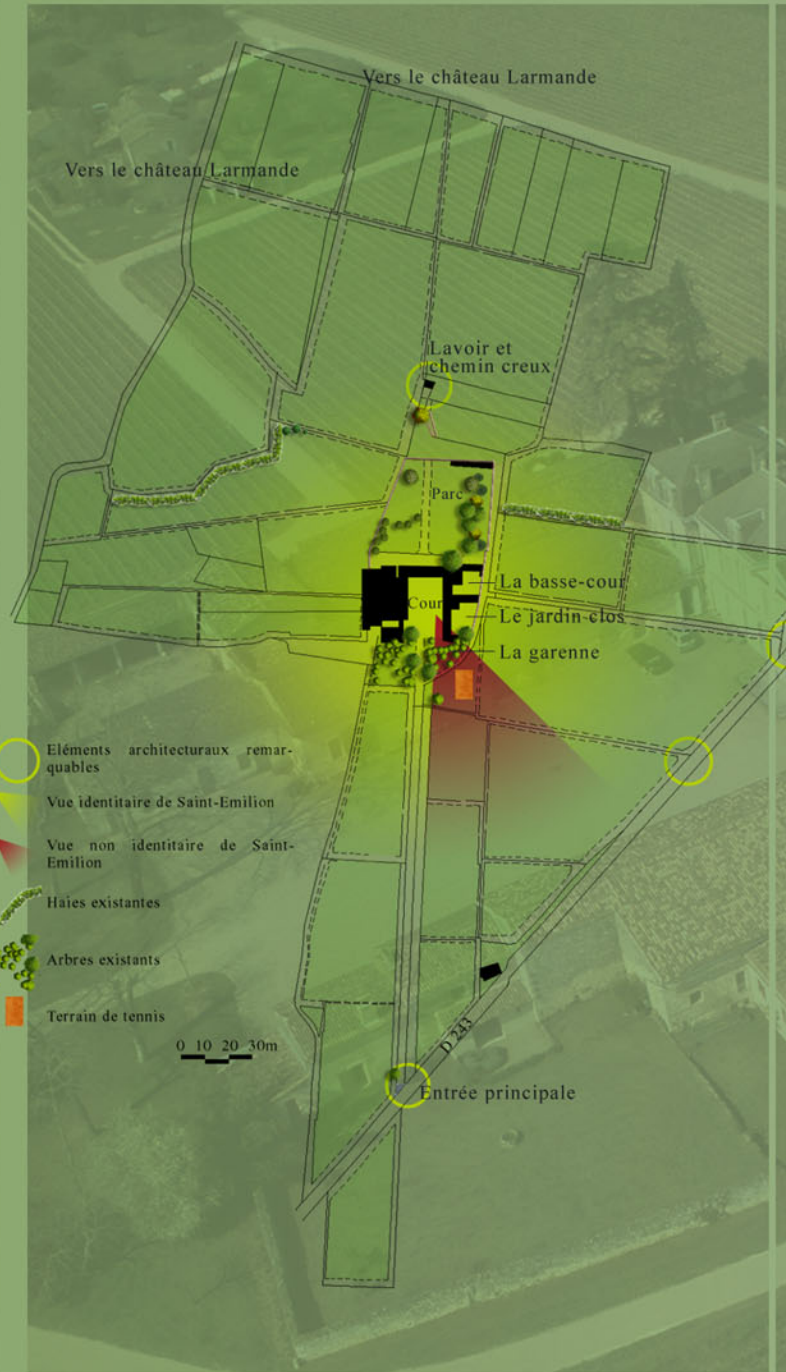 Vers le château Larmande
Vers le château Larmande
Lavoir et
chemin creux
Parc
La basse-cour
Cour
Le jardin clos
La garenne
Eléments architecturaux remar-
quables
Vue identitaire de Saint-Emilion
Vue non identitaire de Saint-
Emilion
Haies existantes
Arbres existants
Terrain de tennis
0 10 20 30m
D 243
Entrée principale